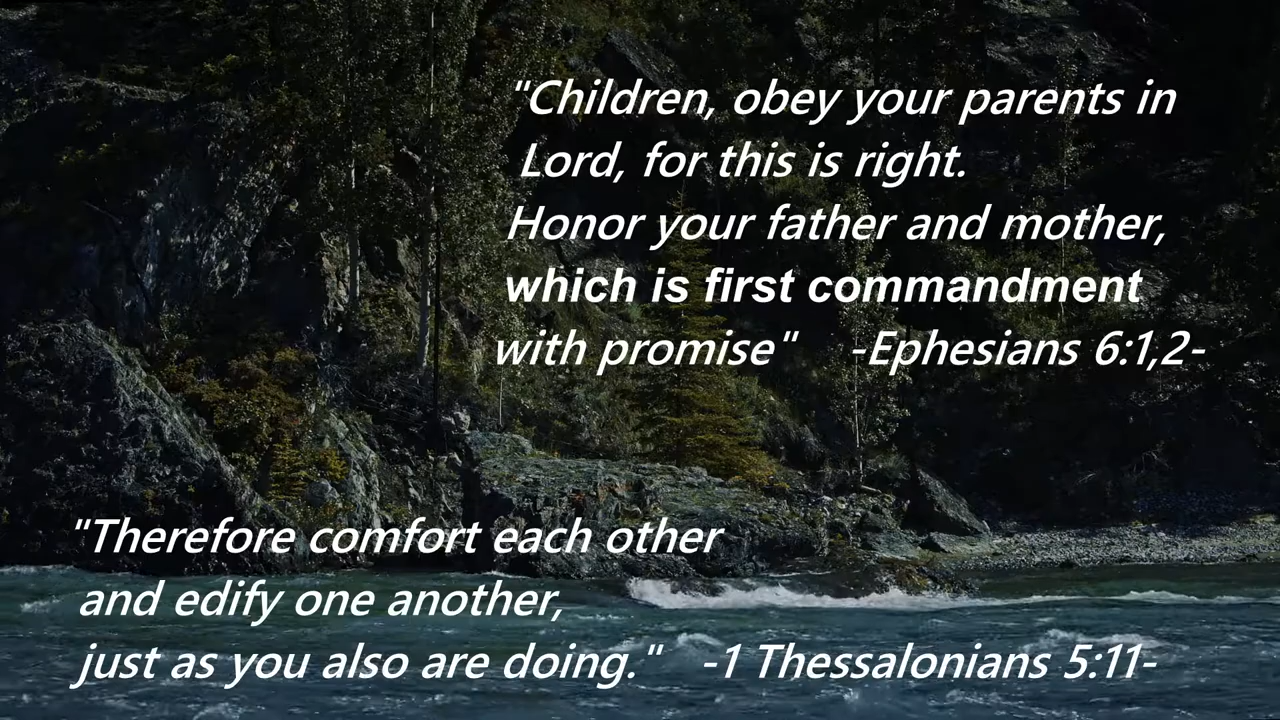 "Children, obey your parents in
Lord, for this is right.
Honor your father and mother,
which is first commandment
with promise" -Ephesians 6:1,2-
"Therefore comfort each other
and edify one another,
just as you also are doing." -1 Thessalonians 5:11-